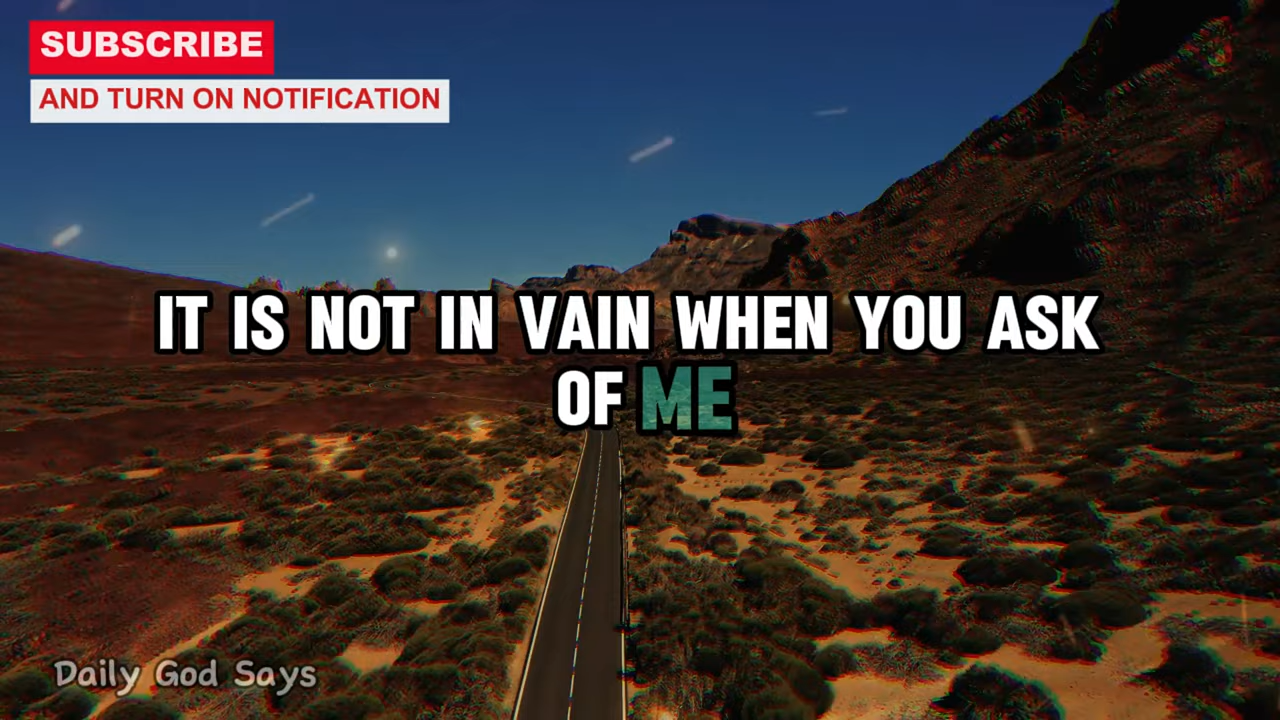 SUBSCRIBE
AND TURN ON NOTIFICATION
IT IS NOT IN VAIN WHEN YOU ASK
OF ME
Daily God Says